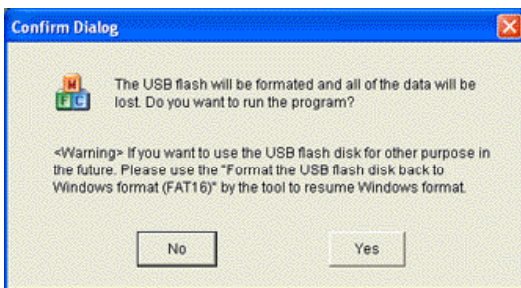 Confirm Dialog
The USB flash will be formated and all of the data will be
lost. Do you want to run the program?
<Warning> If you want to use the USB flash disk for other purpose in
the future. Please use the "Format the USB flash disk back to
Windows format (FAT16)" by the tool to resume Windows format.
No
Yes